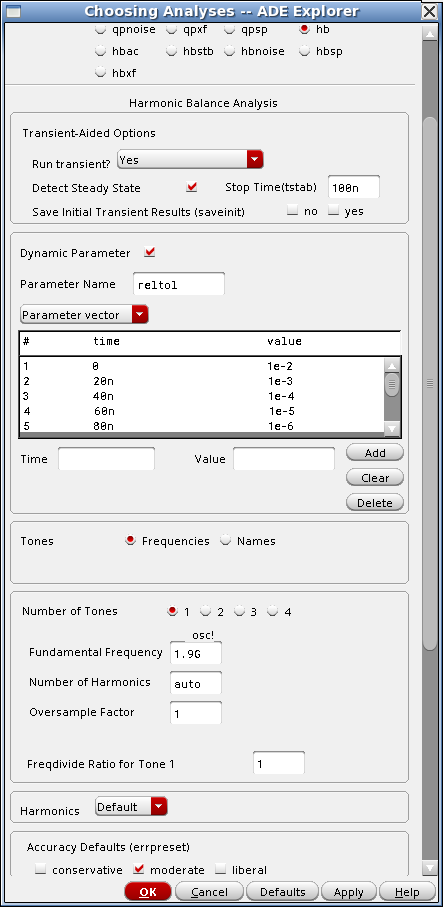 Choosing Analyses -- ADE Explorer
qpnoise qpxf qpsp hb
hbac hbstb hbnoise hbsp
hbxf
Harmonic Balance Analysis
Transient-Aided Options
Run transient? Yes
Detect Steady State Stop Time(tstab) 100n
Save Initial Transient Results (saveinit) no yes
Dynamic Parameter
Parameter Name reltol
Parameter vector
# time value
1 0 1e-2
2 20n 1e-3
3 40n 1e-4
4 60n 1e-5
5 80n 1e-6
Time Value Add
Clear
Delete
Tones Frequencies Names
Number of Tones 1 2 3 4
osc!
Fundamental Frequency 1.9G
Number of Harmonics auto
Oversample Factor 1
Freqdivide Ratio for Tone 1 1
Harmonics Default
Accuracy Defaults (errpreset)
conservative moderate liberal
OK Cancel Defaults Apply Help